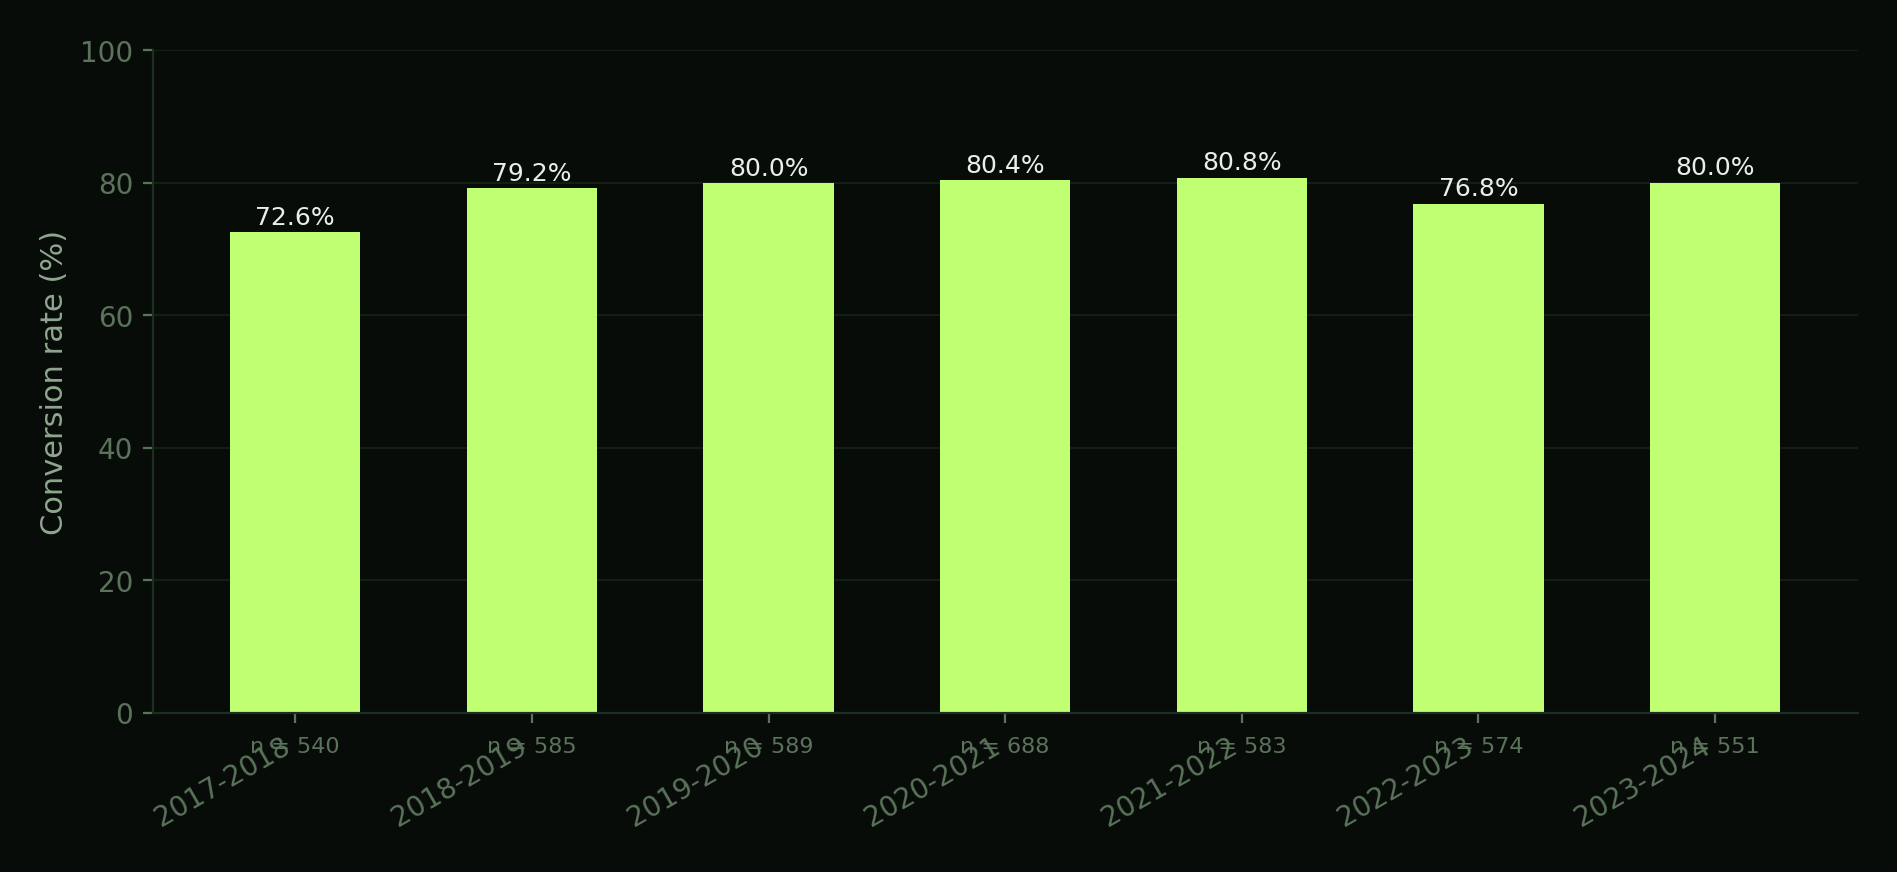 100
80
60
40
20
0
Conversion rate (%)
72.6%
79.2%
80.0%
80.4%
80.8%
76.8%
80.0%
n = 540
n = 585
n = 589
n = 688
n = 583
n = 574
n = 551
2017-2018
2018-2019
2019-2020
2020-2021
2021-2022
2022-2023
2023-2024